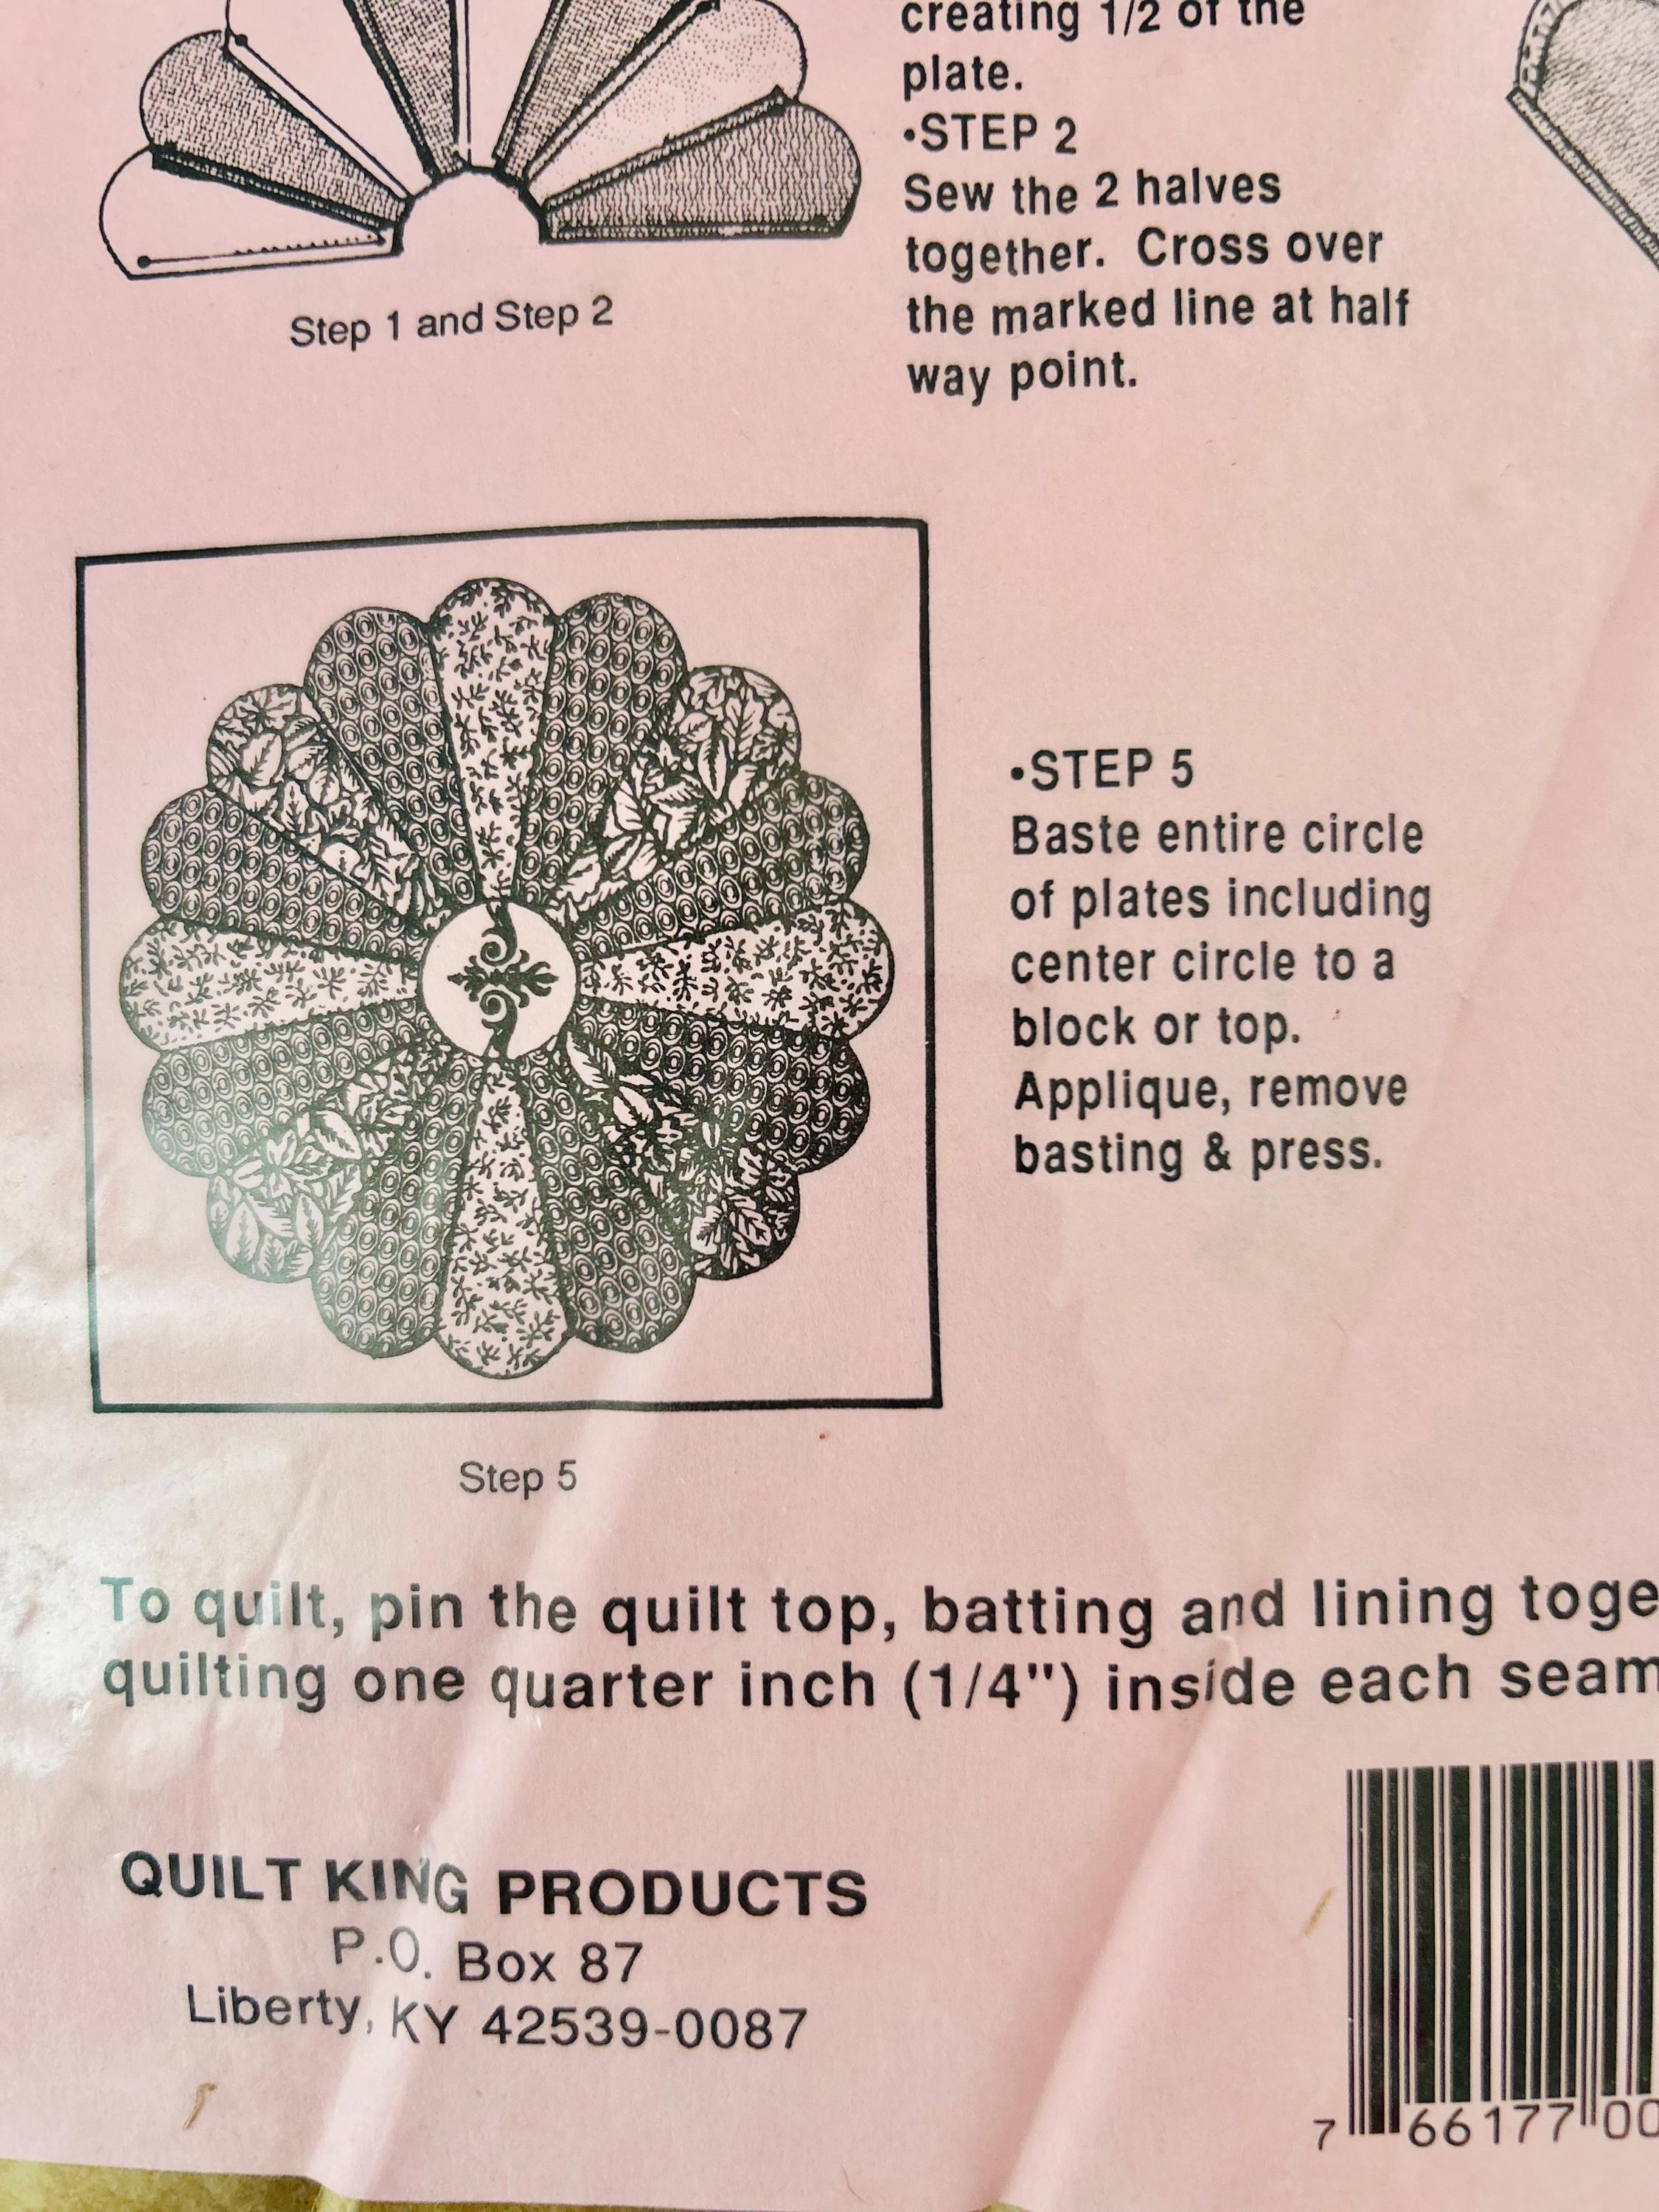 creating 1/2 of the
plate.
•STEP 2
Sew the 2 halves
together. Cross over
the marked line at half
way point.
Step 1 and Step 2
•STEP 5
Baste entire circle
of plates including
center circle to a
block or top.
Applique, remove
basting & press.
Step 5
To quilt, pin the quilt top, batting and lining toge
quilting one quarter inch (1/4") inside each seam
QUILT KING PRODUCTS
P.O. Box 87
Liberty, KY 42539-0087
7 66177 00